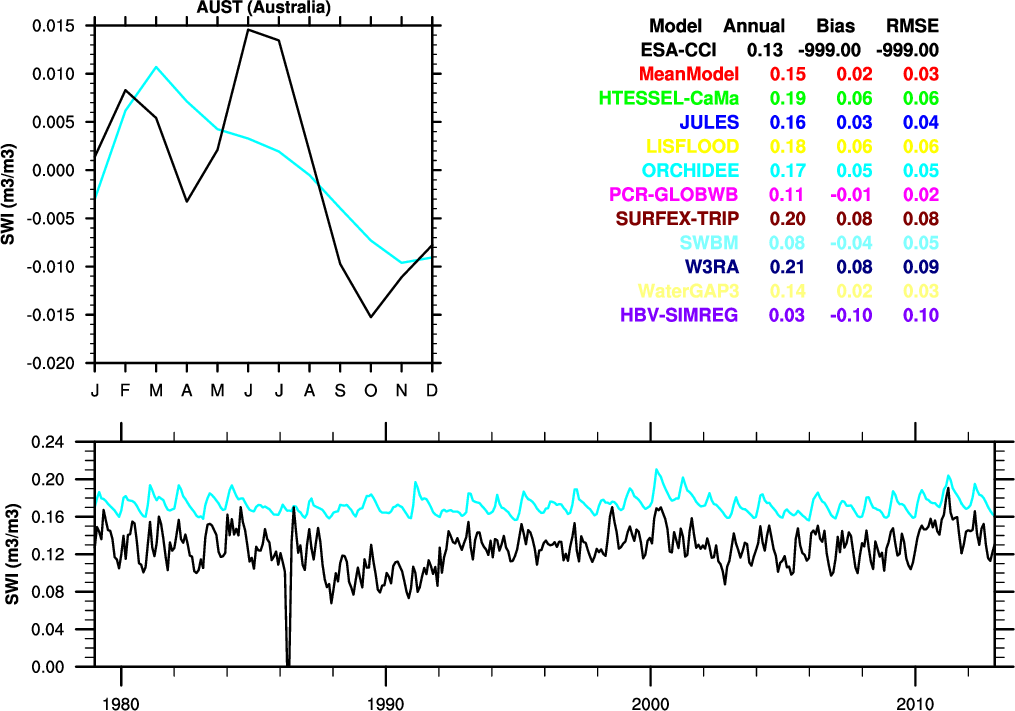 AUST (Australia)
0.015
0.010
0.005
0.000
-0.005
-0.010
-0.015
-0.020
SWI (m3/m3)
J F M A M J J A S O N D
Model Annual Bias RMSE
ESA-CCI 0.13 -999.00 -999.00
MeanModel 0.15 0.02 0.03
HTESSEL-CaMa 0.19 0.06 0.06
JULES 0.16 0.03 0.04
LISFLOOD 0.18 0.06 0.06
ORCHIDEE 0.17 0.05 0.05
PCR-GLOBWB 0.11 -0.01 0.02
SURFEX-TRIP 0.20 0.08 0.08
SWBM 0.08 -0.04 0.05
W3RA 0.21 0.08 0.09
WaterGAP3 0.14 0.02 0.03
HBV-SIMREG 0.03 -0.10 0.10
0.24
0.20
0.16
0.12
0.08
0.04
0.00
SWI (m3/m3)
1980 1990 2000 2010